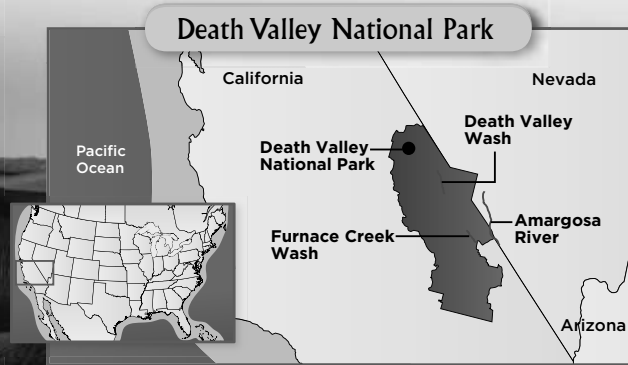 Death Valley National Park
California
Nevada
Death Valley
Wash
Pacific
Ocean
Death Valley
National Park
Amargosa
River
Furnace Creek
Wash
Arizona